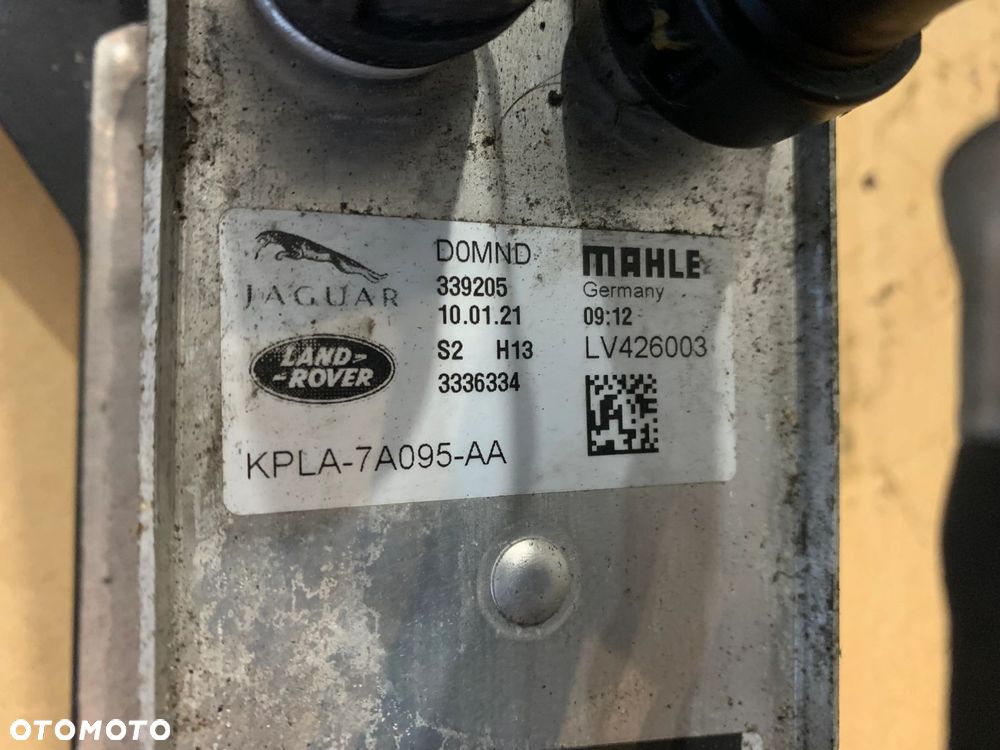 JAGUAR
LAND-
-ROVER
D0MND
339205
10.01.21
S2 H13
3336334
MAHLE
Germany
09:12
LV426003
KPLA-7A095-AA
OTOMOTO